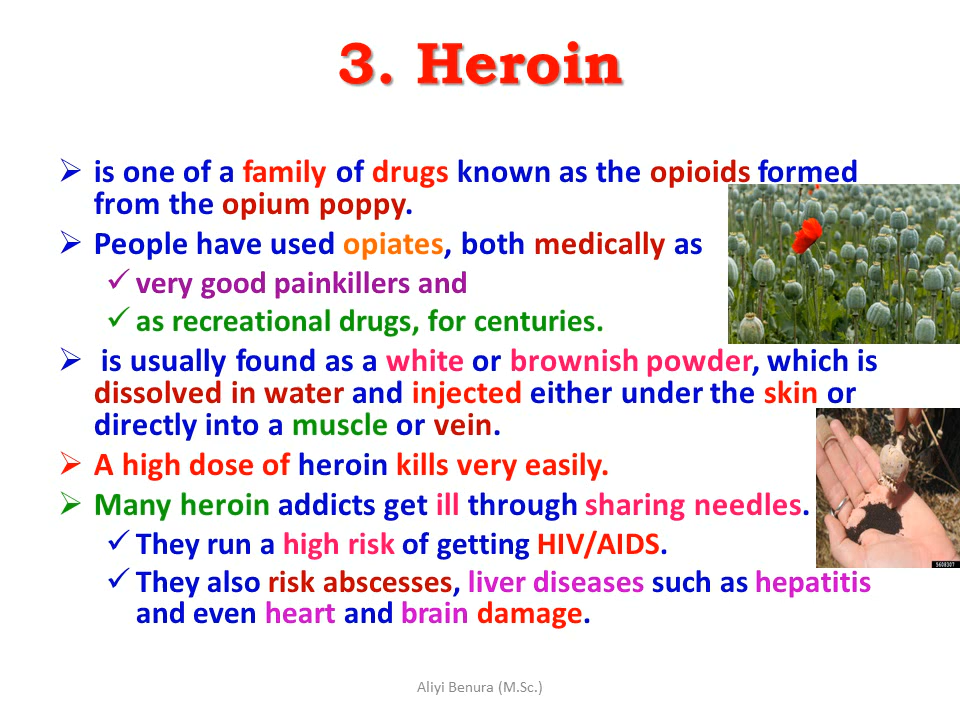 3. Heroin
➢ is one of a family of drugs known as the opioids formed
from the opium poppy.
➢ People have used opiates, both medically as
✓ very good painkillers and
✓ as recreational drugs, for centuries.
➢ is usually found as a white or brownish powder, which is
dissolved in water and injected either under the skin or
directly into a muscle or vein.
➢ A high dose of heroin kills very easily.
➢ Many heroin addicts get ill through sharing needles.
✓ They run a high risk of getting HIV/AIDS.
✓ They also risk abscesses, liver diseases such as hepatitis
and even heart and brain damage.
Aliyi Benura (M.Sc.)